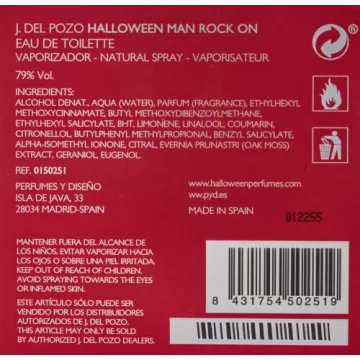 J. DEL POZO HALLOWEEN MAN ROCK ON
EAU DE TOILETTE
VAPORIZADOR - NATURAL SPRAY - VAPORISATEUR
79% Vol.
INGREDIENTS:
ALCOHOL DENAT., AQUA (WATER), PARFUM (FRAGRANCE), ETHYLHEXYL
METHOXYCINNAMATE, BUTYL METHOXYDIBENZOYLMETHANE,
ETHYLHEXYL SALICYLATE, BHT, LIMONENE, LINALOOL, COUMARIN,
CITRONELLOL, BUTYLPHENYL METHYLPROPIONAL, BENZYL SALICYLATE,
ALPHA-ISOMETHYL IONONE, CITRAL, EVERNIA PRUNASTRI (OAK MOSS)
EXTRACT, GERANIOL, EUGENOL.
REF. 0150251
PERFUMES Y DISEÑO
ISLA DE JAVA, 33
28034 MADRID-SPAIN
www.halloweenperfumes.com
www.pyd.es
MADE IN SPAIN
012255
MANTENER FUERA DEL ALCANCE DE
LOS NIÑOS. EVITAR VAPORIZAR HACIA
LOS OJOS O SOBRE UNA PIEL IRRITADA.
KEEP OUT OF REACH OF CHILDREN.
AVOID SPRAYING TOWARDS THE EYES
OR INFLAMED SKIN.
ESTE ARTÍCULO SÓLO PUEDE SER
VENDIDO POR LOS DISTRIBUIDORES
AUTORIZADOS DE J. DEL POZO.
THIS ARTICLE MAY ONLY BE SOLD BY
AUTHORIZED J. DEL POZO DEALERS.
8 431754 502519